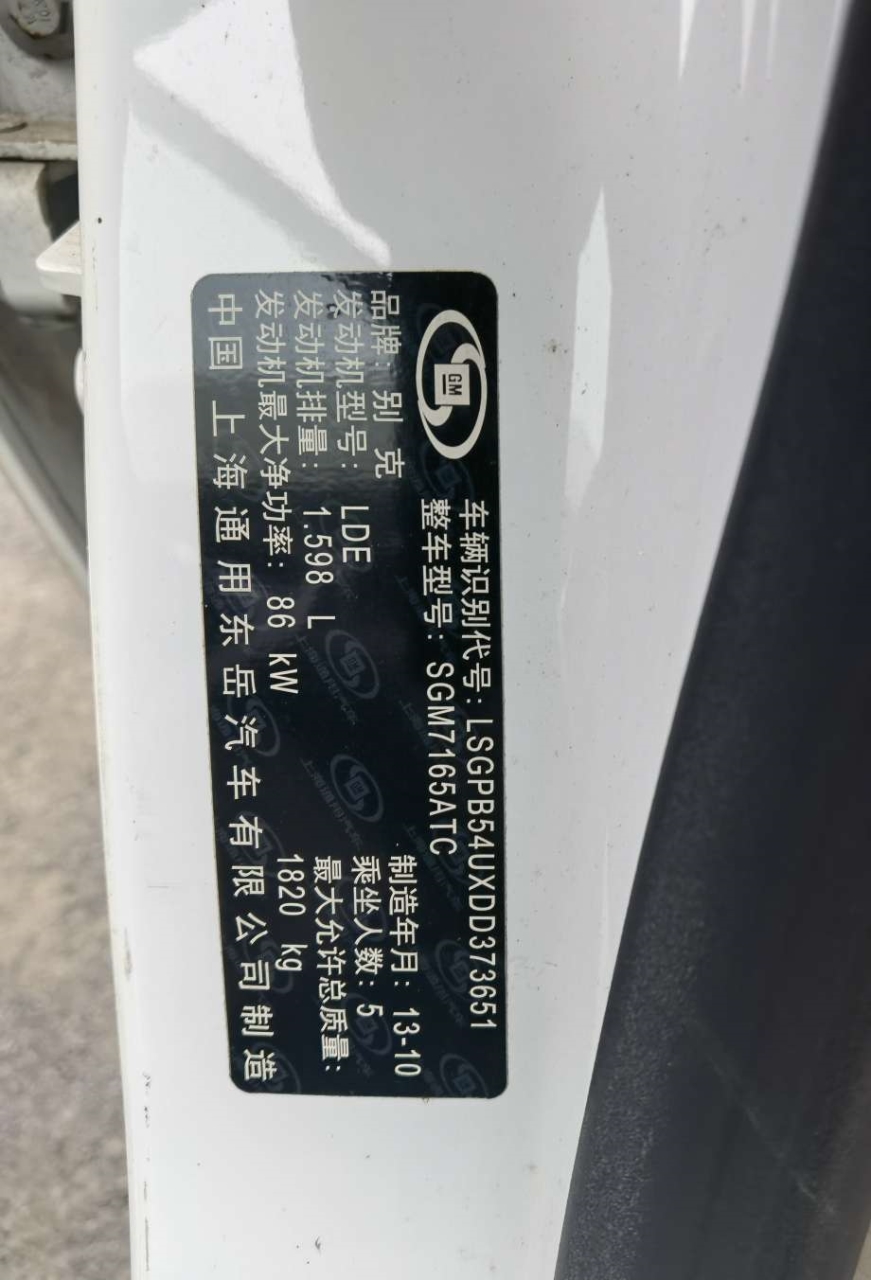 GM
车辆识别代号: LSGPB54UXDD373651
整车型号: SGM7165ATC
品牌: 别克
制造年月: 13-10
发动机型号: LDE
乘坐人数: 5
发动机排量: 1.598 L
最大允许总质量:
发动机最大净功率: 86 kW
1820 kg
中国上海通用东岳汽车有限公司制造